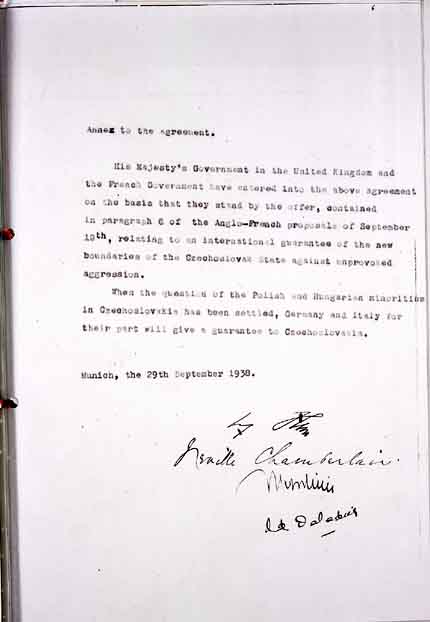 Annex to the agreement.
His Majesty's Government in the United Kingdom and
the French Government have entered into the above agreement
on the basis that they stand by the offer, contained
in paragraph 6 of the Anglo-French proposals of September
19th, relating to an international guarantee of the new
boundaries of the Czechoslovak State against unprovoked
aggression.
When the question of the Polish and Hungarian minorities
in Czechoslovakia has been settled, Germany and Italy for
their part will give a guarantee to Czechoslovakia.
Munich, the 29th September 1938.
Neville Chamberlain.
Mussolini
Daladier